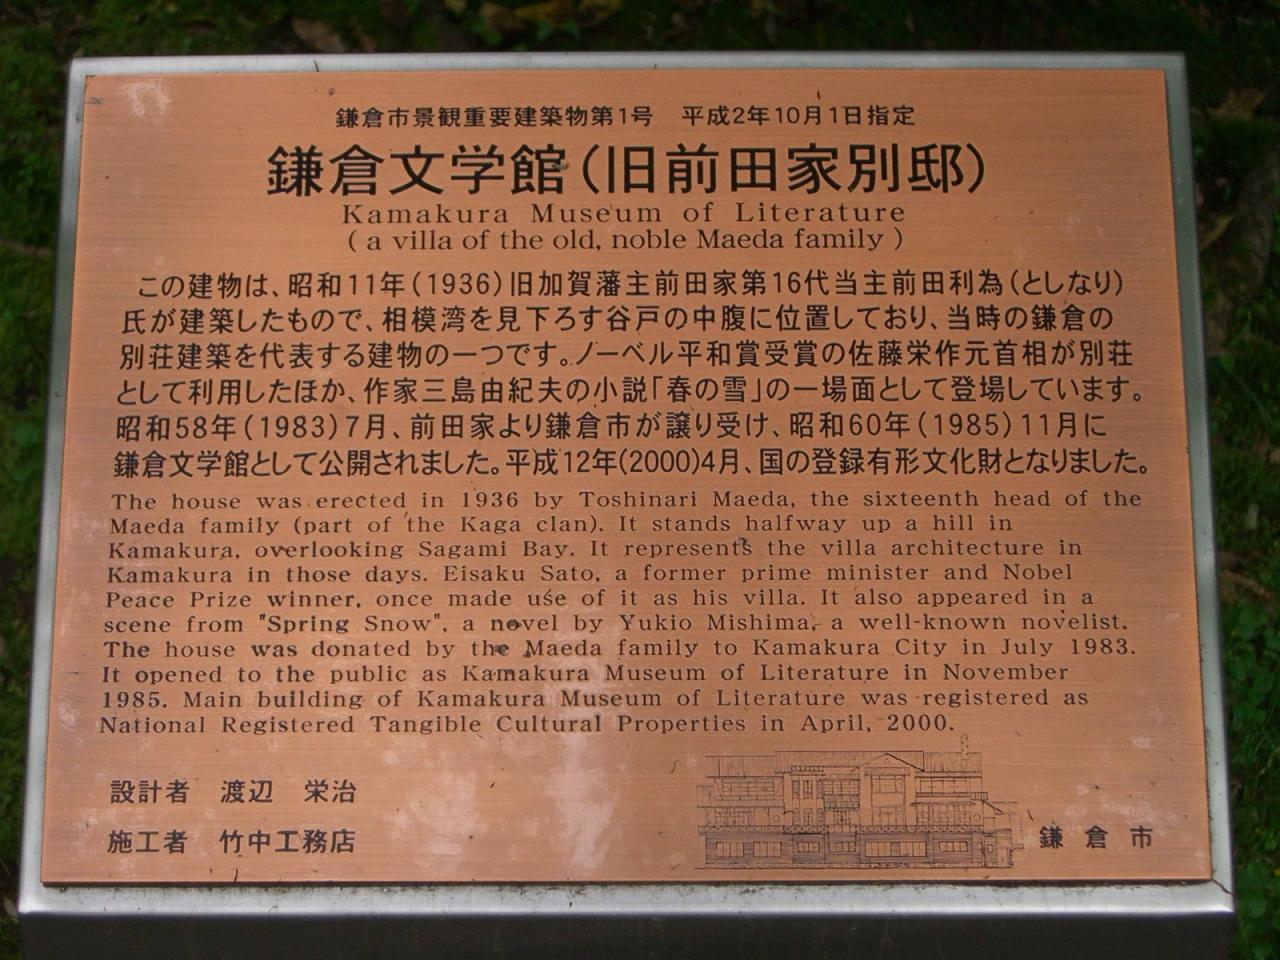 鎌倉市景観重要建築物第1号　平成2年10月1日指定
鎌倉文学館(旧前田家別邸)
Kamakura Museum of Literature
( a villa of the old, noble Maeda family )
この建物は、昭和11年(1936)旧加賀藩主前田家第16代当主前田利為(としなり)
氏が建築したもので、相模湾を見下ろす谷戸の中腹に位置しており、当時の鎌倉の
別荘建築を代表する建物の一つです。ノーベル平和賞受賞の佐藤栄作元首相が別荘
として利用したほか、作家三島由紀夫の小説「春の雪」の一場面として登場しています。
昭和58年(1983)7月、前田家より鎌倉市が譲り受け、昭和60年(1985)11月に
鎌倉文学館として公開されました。平成12年(2000)4月、国の登録有形文化財となりました。
The house was erected in 1936 by Toshinari Maeda, the sixteenth head of the
Maeda family (part of the Kaga clan). It stands halfway up a hill in
Kamakura, overlooking Sagami Bay. It represents the villa architecture in
Kamakura in those days. Eisaku Sato, a former prime minister and Nobel
Peace Prize winner, once made use of it as his villa. It also appeared in a
scene from "Spring Snow", a novel by Yukio Mishima, a well-known novelist.
The house was donated by the Maeda family to Kamakura City in July 1983.
It opened to the public as Kamakura Museum of Literature in November
1985. Main building of Kamakura Museum of Literature was registered as
National Registered Tangible Cultural Properties in April, 2000.
設計者　渡辺　栄治
施工者　竹中工務店
鎌倉市